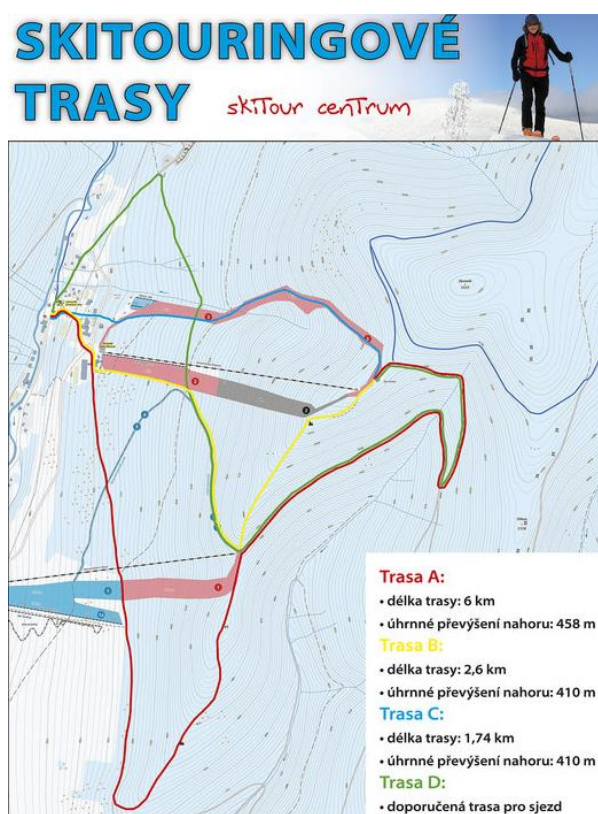 SKITOURINGOVÉ
TRASY
skiTour cenTrum
Trasa A:
• délka trasy: 6 km
• úhrnné převýšení nahoru: 458 m
Trasa B:
• délka trasy: 2,6 km
• úhrnné převýšení nahoru: 410 m
Trasa C:
• délka trasy: 1,74 km
• úhrnné převýšení nahoru: 410 m
Trasa D:
• doporučená trasa pro sjezd